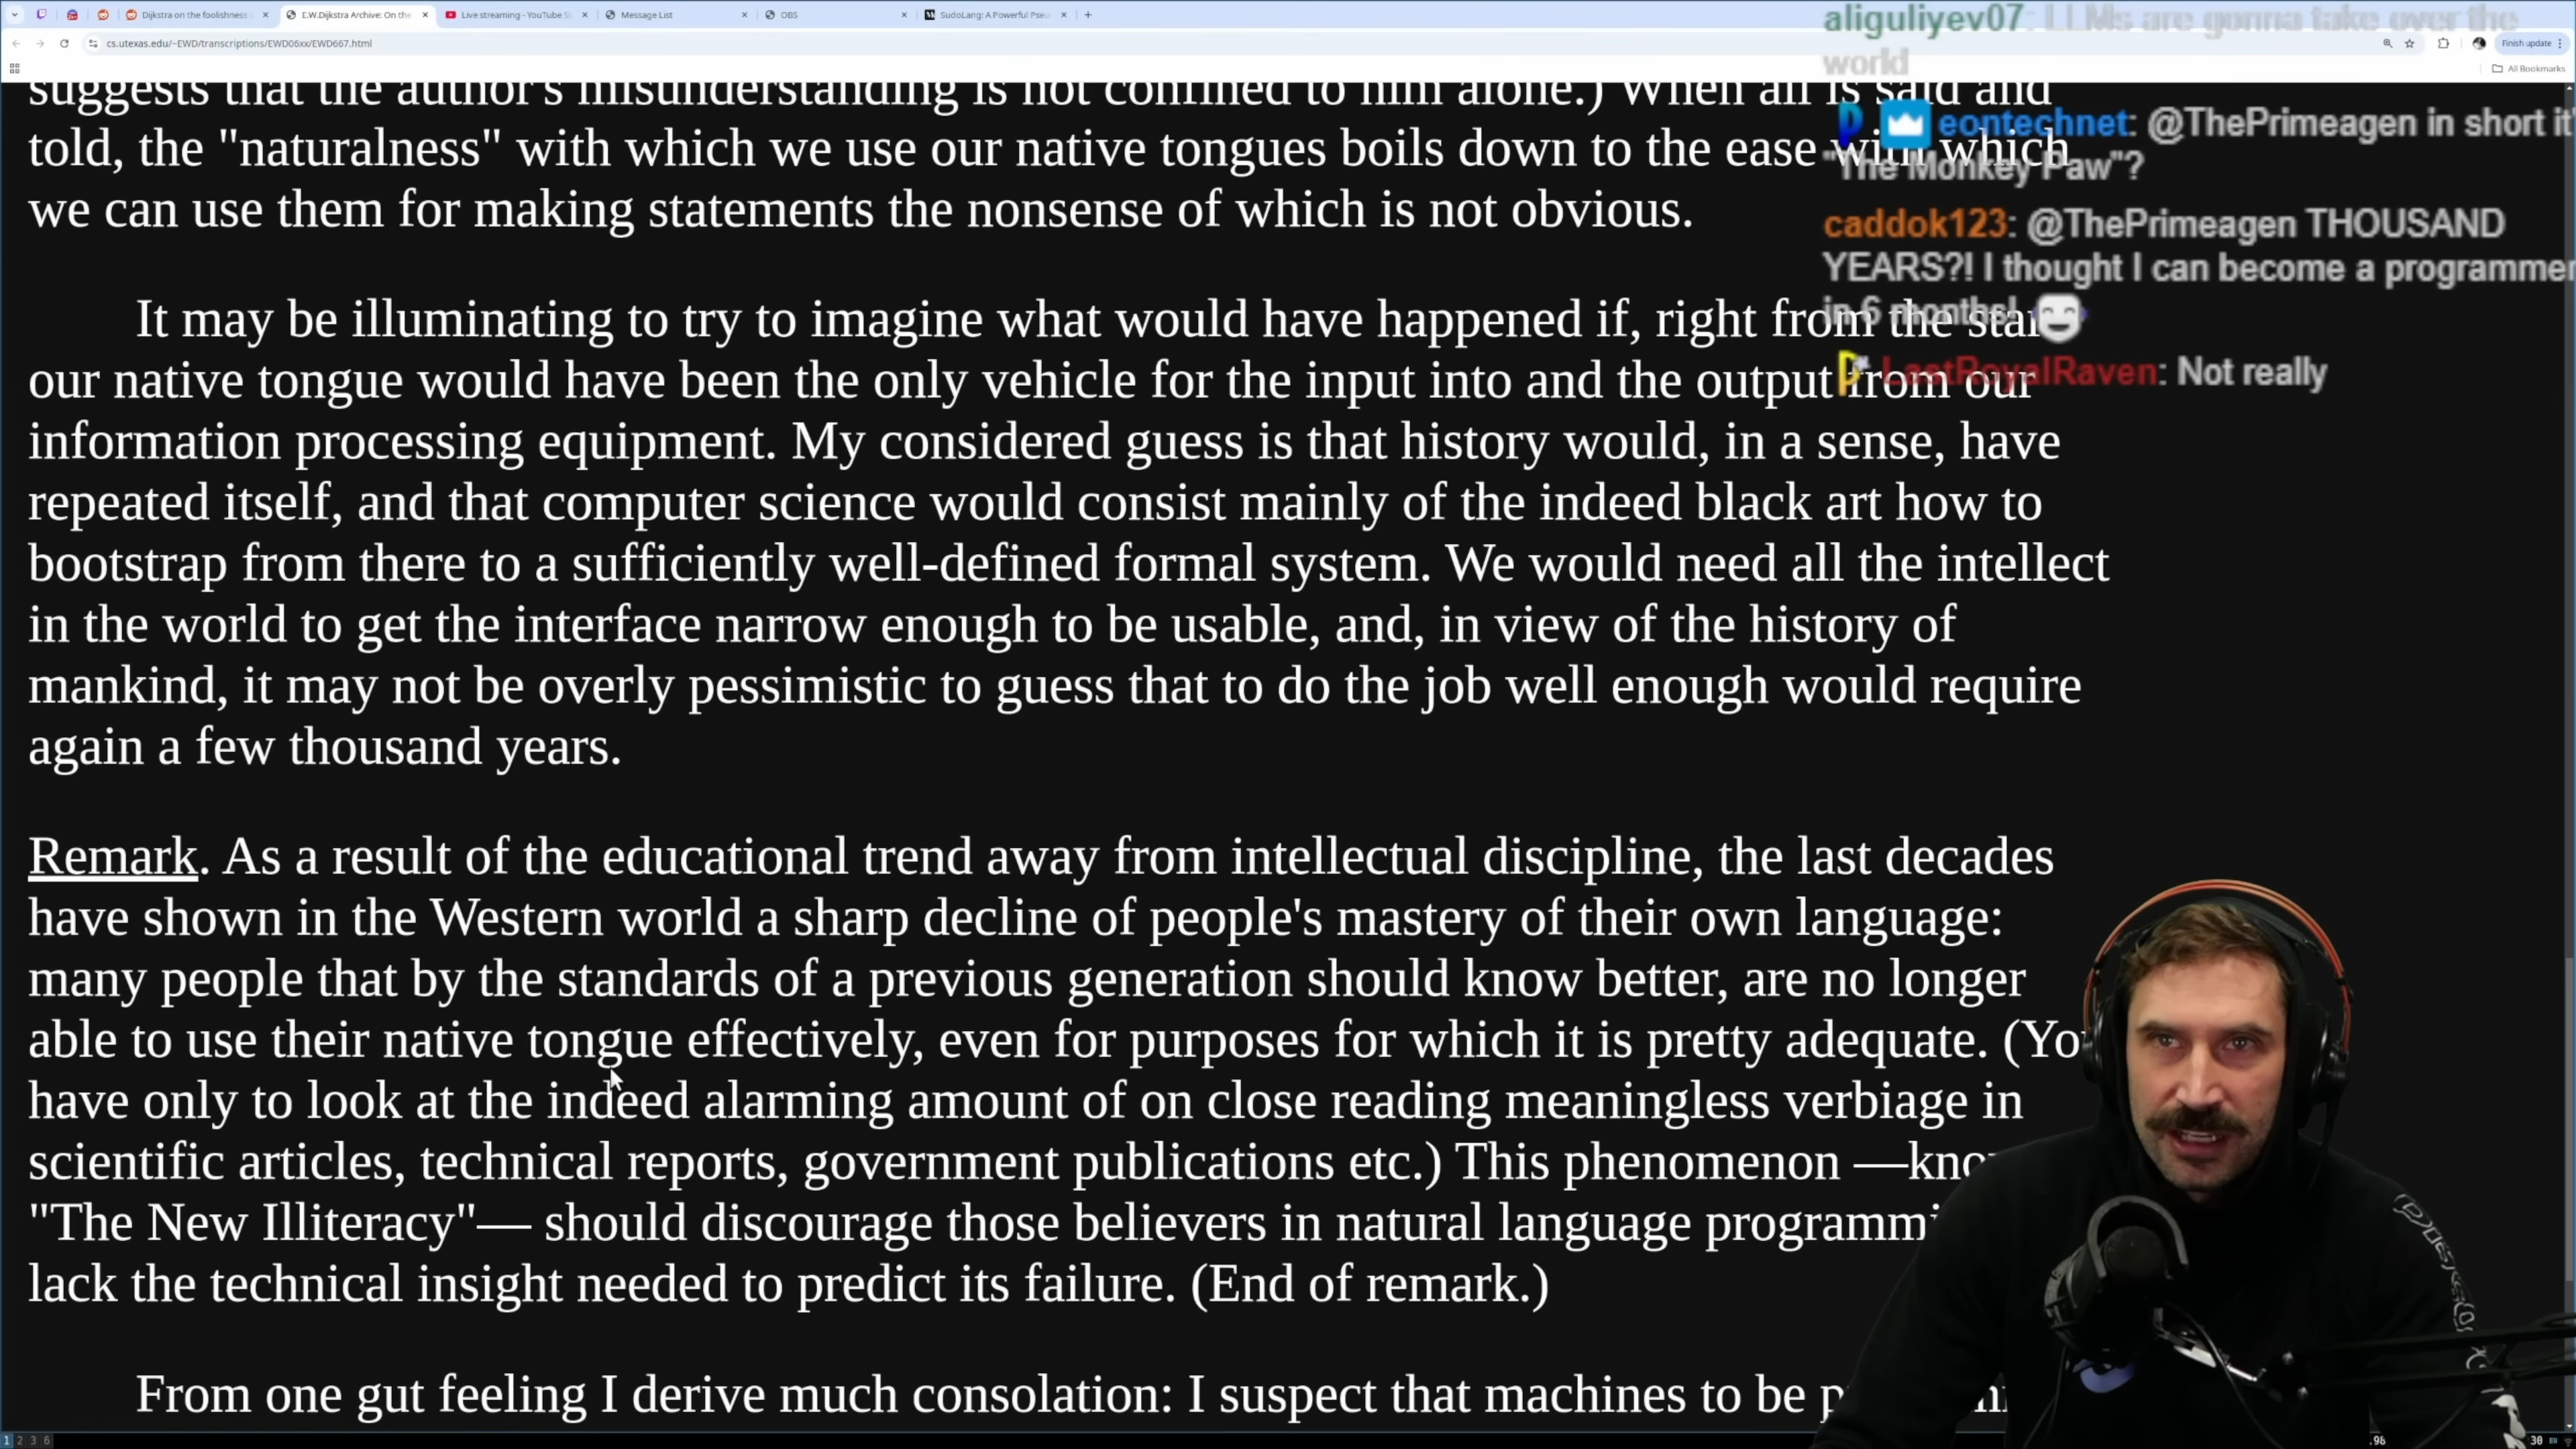 Dijkstra on the foolishness
E.W.Dijkstra Archive: On the
Live streaming - YouTube S
Message List
OBS
SudoLang: A Powerful Pseu
cs.utexas.edu/~EWD/transcriptions/EWD06xx/EWD667.html
Finish update
All Bookmarks
aliguliyev07: LLMs are gonna take over the
world
eontechnet: @ThePrimeagen in short it'
"The Monkey Paw"?
caddok123: @ThePrimeagen THOUSAND
YEARS?! I thought I can become a programmer
in 6 months!
LastRoyalRaven: Not really
suggests that the author's misunderstanding is not confined to him alone.) When all is said and
told, the "naturalness" with which we use our native tongues boils down to the ease with which
we can use them for making statements the nonsense of which is not obvious.
It may be illuminating to try to imagine what would have happened if, right from the star
our native tongue would have been the only vehicle for the input into and the output from our
information processing equipment. My considered guess is that history would, in a sense, have
repeated itself, and that computer science would consist mainly of the indeed black art how to
bootstrap from there to a sufficiently well-defined formal system. We would need all the intellect
in the world to get the interface narrow enough to be usable, and, in view of the history of
mankind, it may not be overly pessimistic to guess that to do the job well enough would require
again a few thousand years.
Remark. As a result of the educational trend away from intellectual discipline, the last decades
have shown in the Western world a sharp decline of people's mastery of their own language:
many people that by the standards of a previous generation should know better, are no longer
able to use their native tongue effectively, even for purposes for which it is pretty adequate. (Yo
have only to look at the indeed alarming amount of on close reading meaningless verbiage in
scientific articles, technical reports, government publications etc.) This phenomenon —kno
"The New Illiteracy"— should discourage those believers in natural language programmi
lack the technical insight needed to predict its failure. (End of remark.)
From one gut feeling I derive much consolation: I suspect that machines to be p
1 2 3 6
.98
30